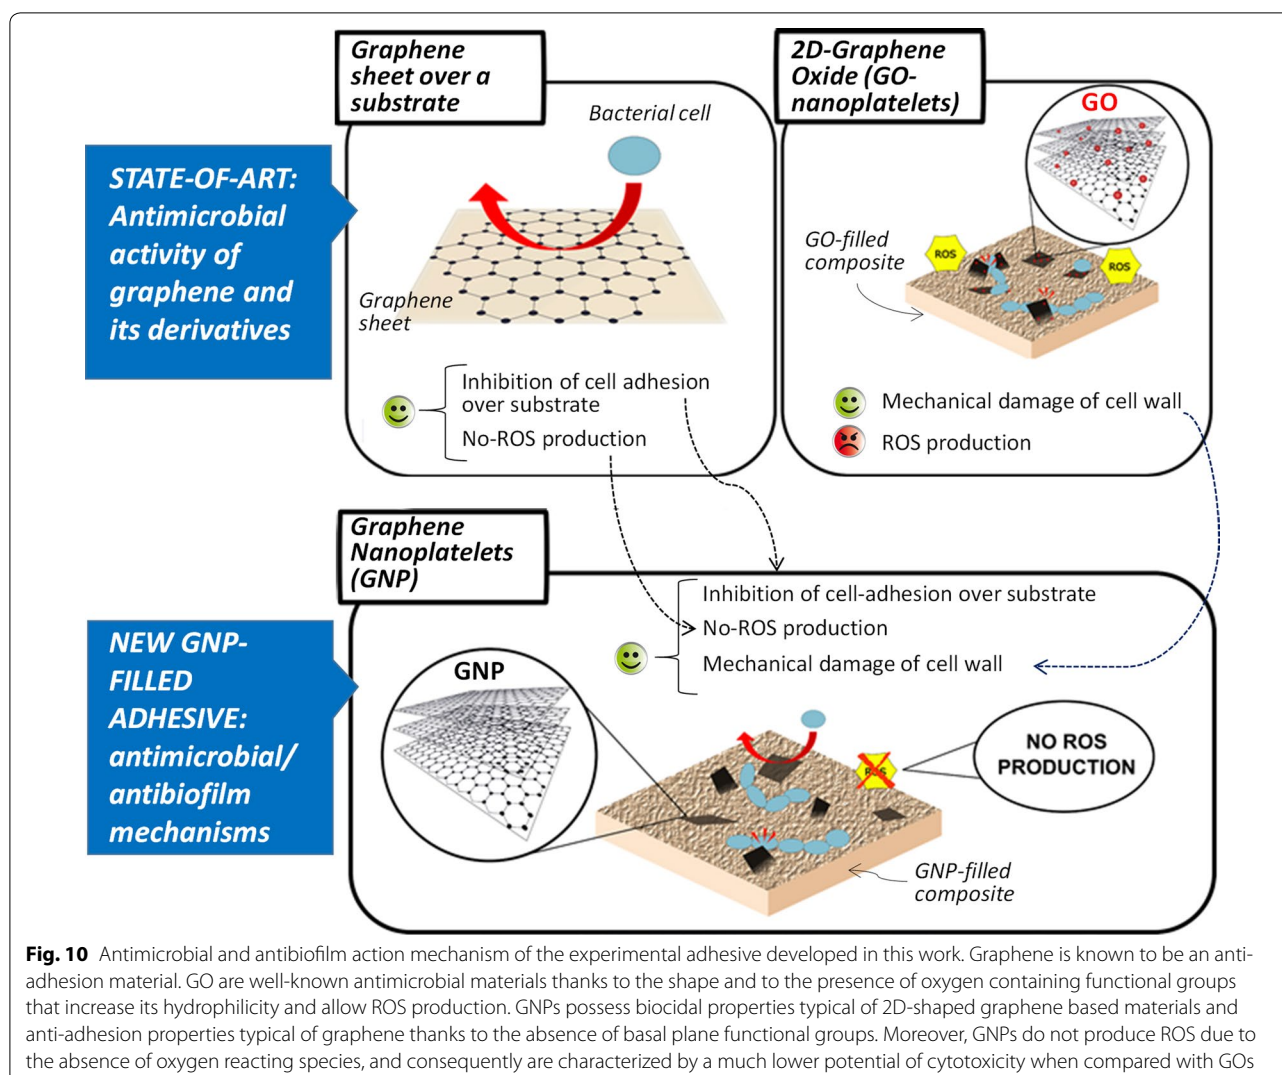 Graphene
sheet over a
substrate
Bacterial cell
Graphene
sheet
Inhibition of cell adhesion
over substrate
No-ROS production
2D-Graphene
Oxide (GO-
nanoplatelets)
GO
GO-filled
composite
ROS
ROS
Mechanical damage of cell wall
ROS production
STATE-OF-ART:
Antimicrobial
activity of
graphene and
its derivatives
Graphene
Nanoplatelets
(GNP)
Inhibition of cell-adhesion over substrate
No-ROS production
Mechanical damage of cell wall
GNP
ROS
NO ROS
PRODUCTION
GNP-filled
composite
NEW GNP-
FILLED
ADHESIVE:
antimicrobial/
antibiofilm
mechanisms
Fig. 10 Antimicrobial and antibiofilm action mechanism of the experimental adhesive developed in this work. Graphene is known to be an anti-
adhesion material. GO are well-known antimicrobial materials thanks to the shape and to the presence of oxygen containing functional groups
that increase its hydrophilicity and allow ROS production. GNPs possess biocidal properties typical of 2D-shaped graphene based materials and
anti-adhesion properties typical of graphene thanks to the absence of basal plane functional groups. Moreover, GNPs do not produce ROS due to
the absence of oxygen reacting species, and consequently are characterized by a much lower potential of cytotoxicity when compared with GOs